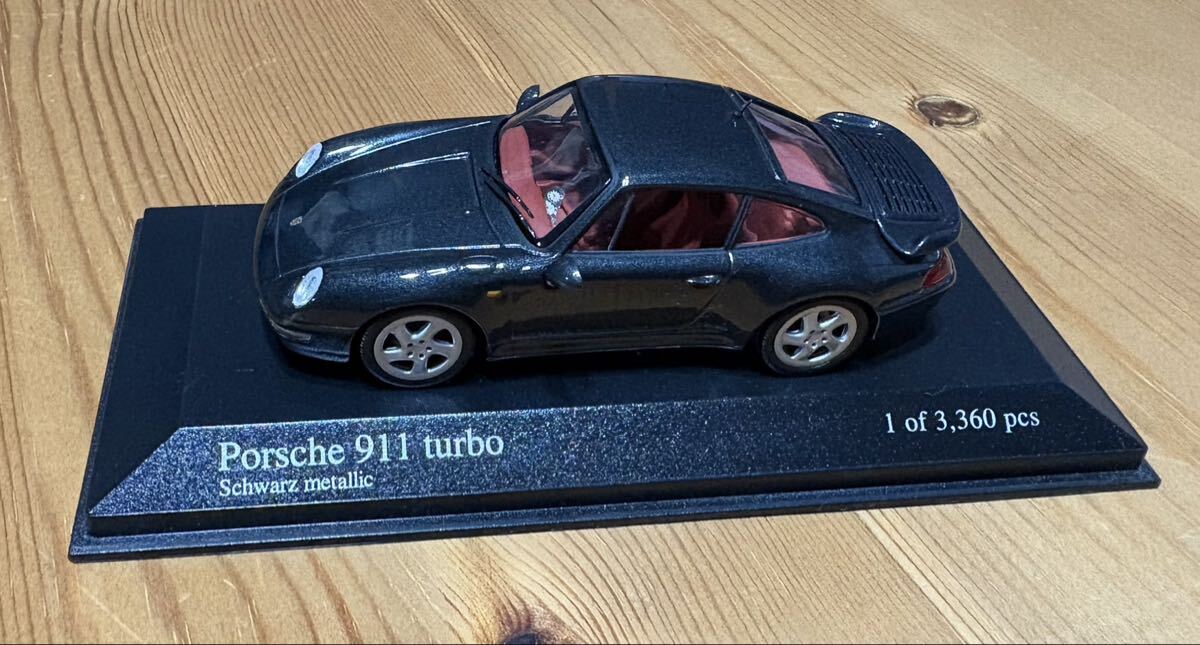 Porsche 911 turbo
Schwarz metallic
1 of 3,360 pcs